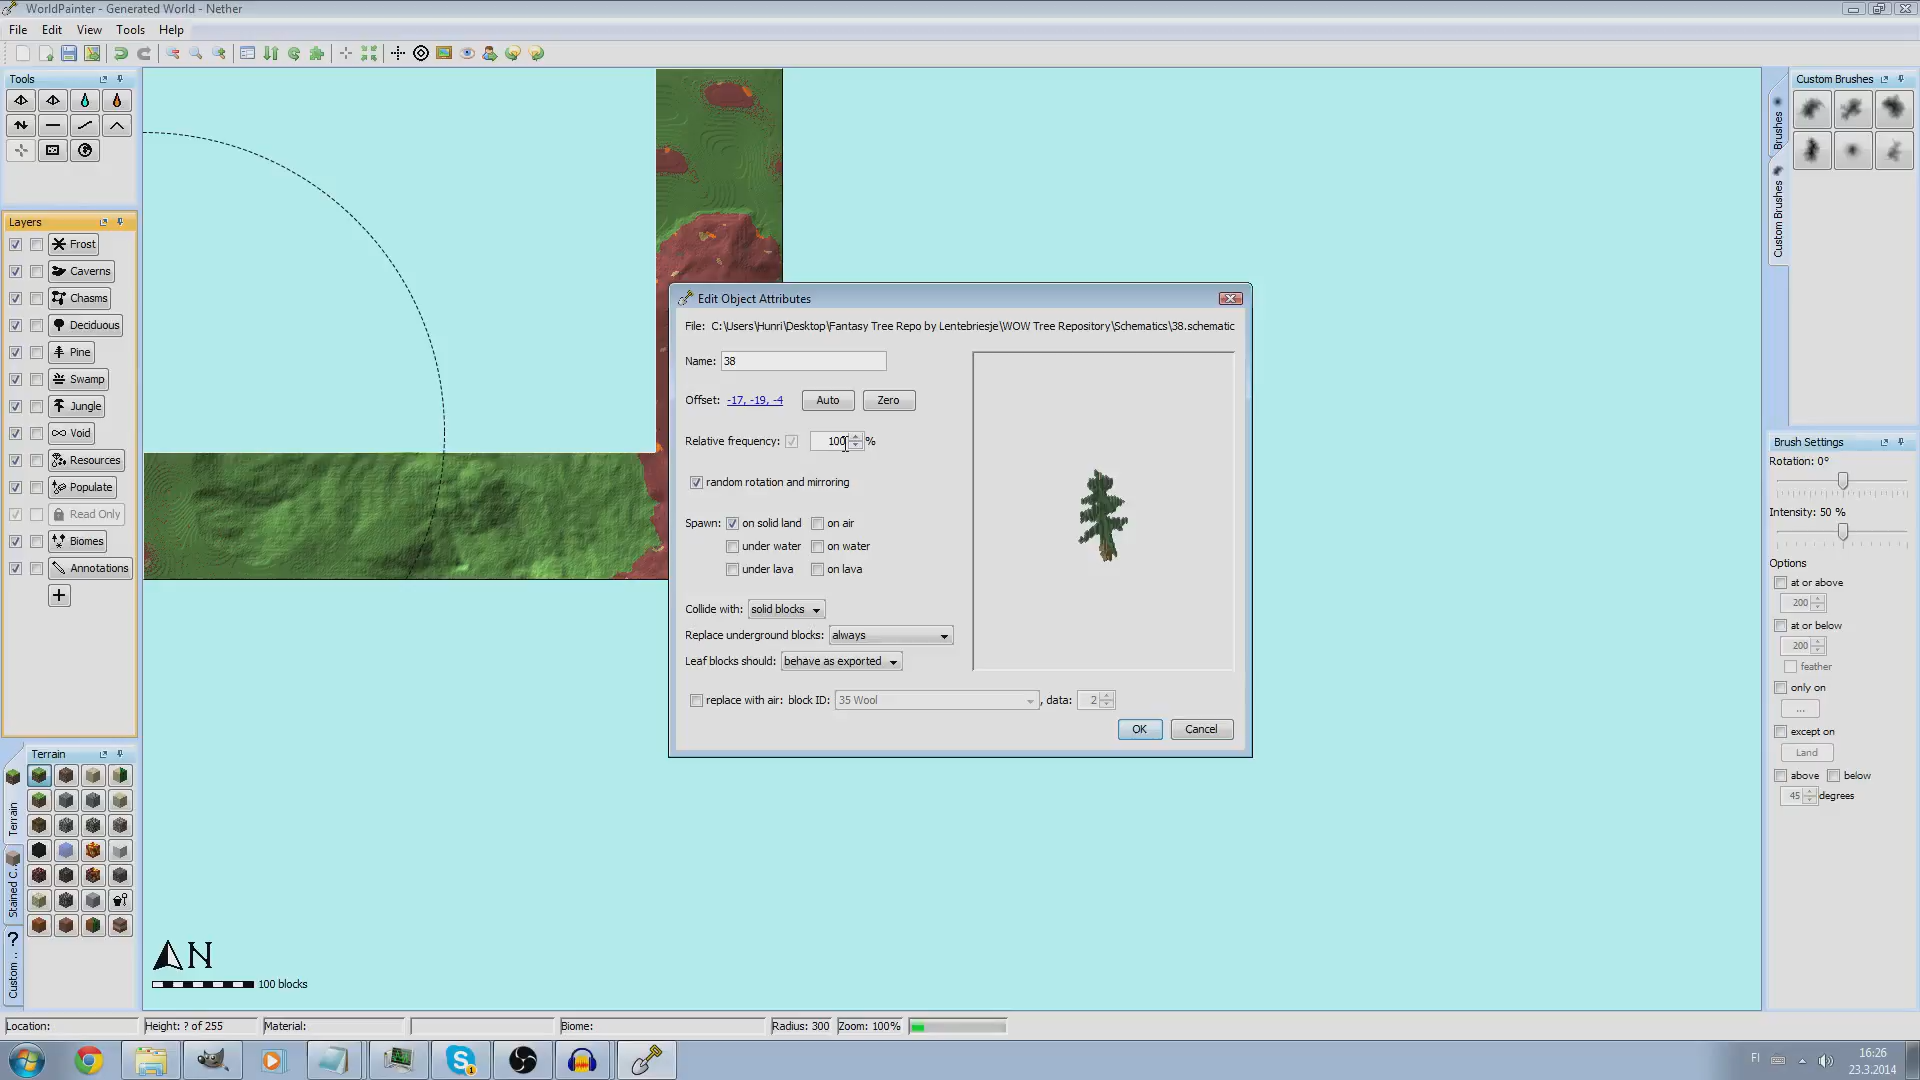 WorldPainter - Generated World - Nether
File Edit View Tools Help
Tools
Layers
Frost
Caverns
Chasms
Deciduous
Pine
Swamp
Jungle
Void
Resources
Populate
Read Only
Biomes
Annotations
Terrain
Terrain
Stained C...
Custom ...
N
100 blocks
Edit Object Attributes
File: C:\Users\Hunri\Desktop\Fantasy Tree Repo by Lentebriesje\WOW Tree Repository\Schematics\38.schematic
Name: 38
Offset: -17, -19, -4 Auto Zero
Relative frequency: 100 %
random rotation and mirroring
Spawn: on solid land on air
under water on water
under lava on lava
Collide with: solid blocks
Replace underground blocks: always
Leaf blocks should: behave as exported
replace with air: block ID: 35 Wool , data: 2
OK Cancel
Custom Brushes
Brushes
Custom Brushes
Brush Settings
Rotation: 0°
Intensity: 50 %
Options
at or above
200
at or below
200
feather
only on
...
except on
Land
above below
45 degrees
Location: Height: ? of 255 Material: Biome: Radius: 300 Zoom: 100%
FI
16:26
23.3.2014